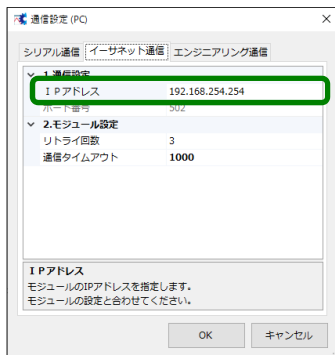 通信設定 (PC)
シリアル通信 イーサネット通信 エンジニアリング通信
1.通信設定
ＩＰアドレス 192.168.254.254
ポート番号 502
2.モジュール設定
リトライ回数 3
通信タイムアウト 1000
ＩＰアドレス
モジュールのIPアドレスを指定します。
モジュールの設定と合わせてください。
OK キャンセル